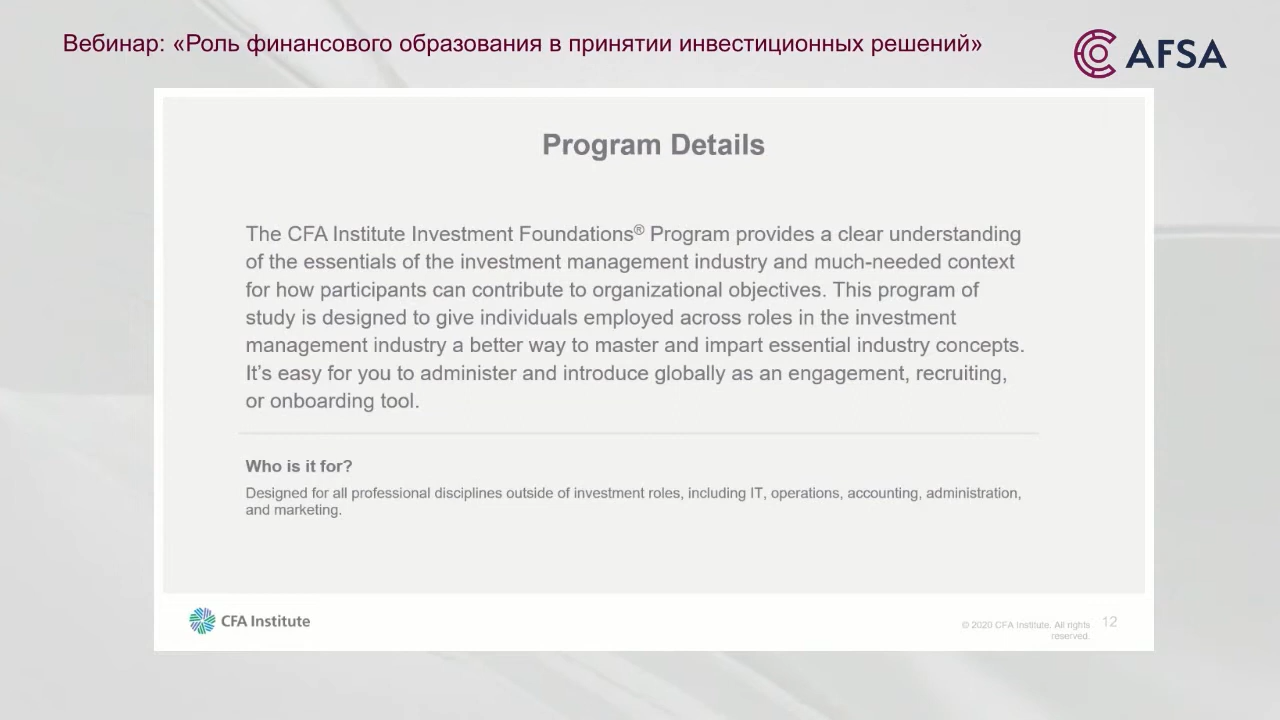 Вебинар: «Роль финансового образования в принятии инвестиционных решений»
AFSA
Program Details
The CFA Institute Investment Foundations® Program provides a clear understanding
of the essentials of the investment management industry and much-needed context
for how participants can contribute to organizational objectives. This program of
study is designed to give individuals employed across roles in the investment
management industry a better way to master and impart essential industry concepts.
It’s easy for you to administer and introduce globally as an engagement, recruiting,
or onboarding tool.
Who is it for?
Designed for all professional disciplines outside of investment roles, including IT, operations, accounting, administration,
and marketing.
CFA Institute
© 2020 CFA Institute. All rights
reserved.
12